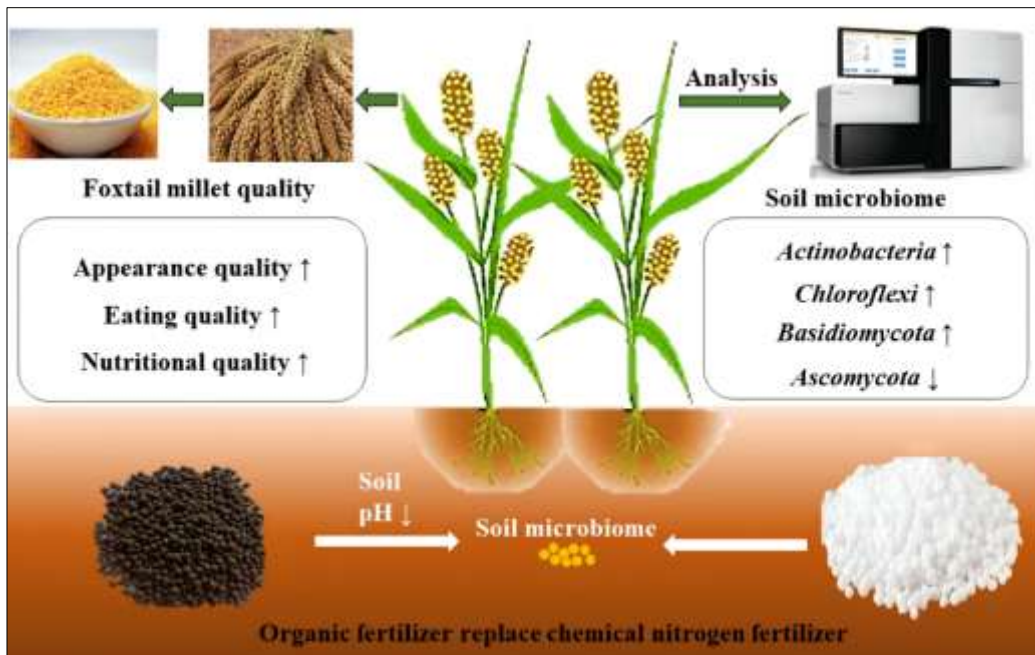 Analysis
Foxtail millet quality
Soil microbiome
Appearance quality ↑
Eating quality ↑
Nutritional quality ↑
Actinobacteria ↑
Chloroflexi ↑
Basidiomycota ↑
Ascomycota ↓
Soil
pH ↓
Soil microbiome
Organic fertilizer replace chemical nitrogen fertilizer